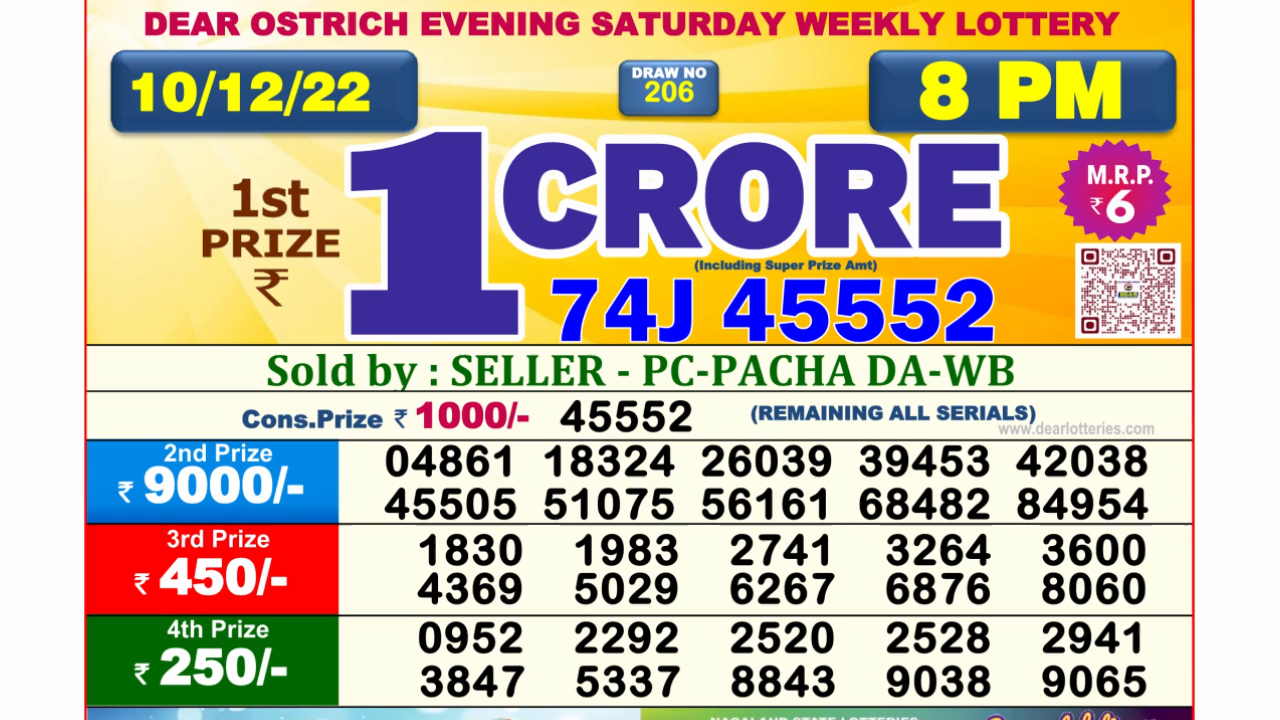 DEAR OSTRICH EVENING SATURDAY WEEKLY LOTTERY
10/12/22
DRAW NO
206
8 PM
1st
PRIZE
₹
1 CRORE
(Including Super Prize Amt)
74J 45552
M.R.P.
₹6
Sold by : SELLER - PC-PACHA DA-WB
Cons.Prize ₹ 1000/- 45552 (REMAINING ALL SERIALS)
www.dearlotteries.com
2nd Prize
₹ 9000/-
04861 18324 26039 39453 42038
45505 51075 56161 68482 84954
3rd Prize
₹ 450/-
1830 1983 2741 3264 3600
4369 5029 6267 6876 8060
4th Prize
₹ 250/-
0952 2292 2520 2528 2941
3847 5337 8843 9038 9065
NAGALAND STATE LOTTERIES